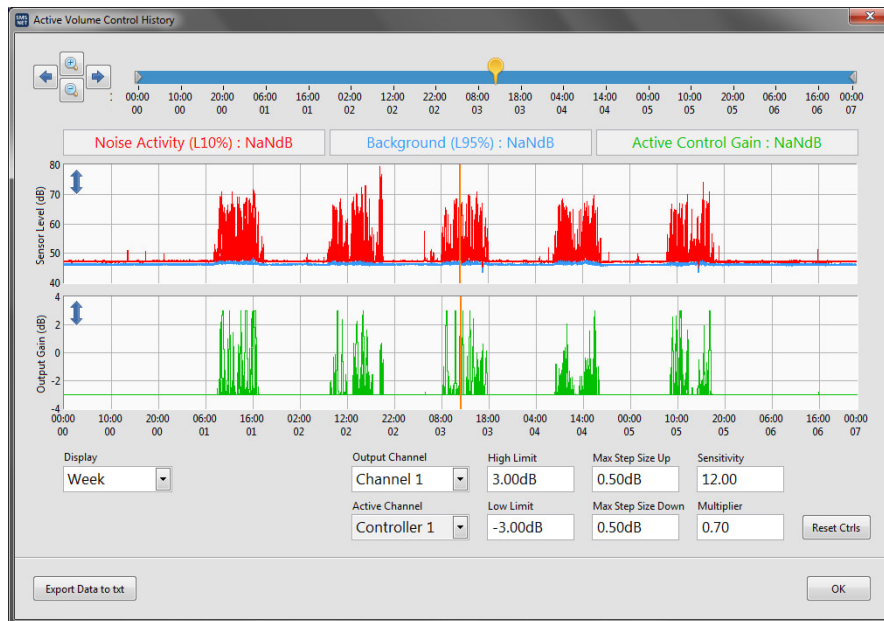 SMS NET Active Volume Control History
00:00 10:00 20:00 06:00 16:00 02:00 12:00 22:00 08:00 18:00 04:00 14:00 00:00 10:00 20:00 06:00 16:00 00:00
00 00 00 01 01 02 02 02 03 03 04 04 05 05 05 06 06 07
Noise Activity (L10%) : NaNdB Background (L95%) : NaNdB Active Control Gain : NaNdB
Sensor Level (dB)
80
70
60
50
40
Output Gain (dB)
4
2
0
-2
-4
00:00 10:00 20:00 06:00 16:00 02:00 12:00 22:00 08:00 18:00 04:00 14:00 00:00 10:00 20:00 06:00 16:00 00:00
00 00 00 01 01 02 02 02 03 03 04 04 05 05 05 06 06 07
Display Output Channel High Limit Max Step Size Up Sensitivity
Week Channel 1 3.00dB 0.50dB 12.00
Active Channel Low Limit Max Step Size Down Multiplier
Controller 1 -3.00dB 0.50dB 0.70 Reset Ctrls
Export Data to txt OK